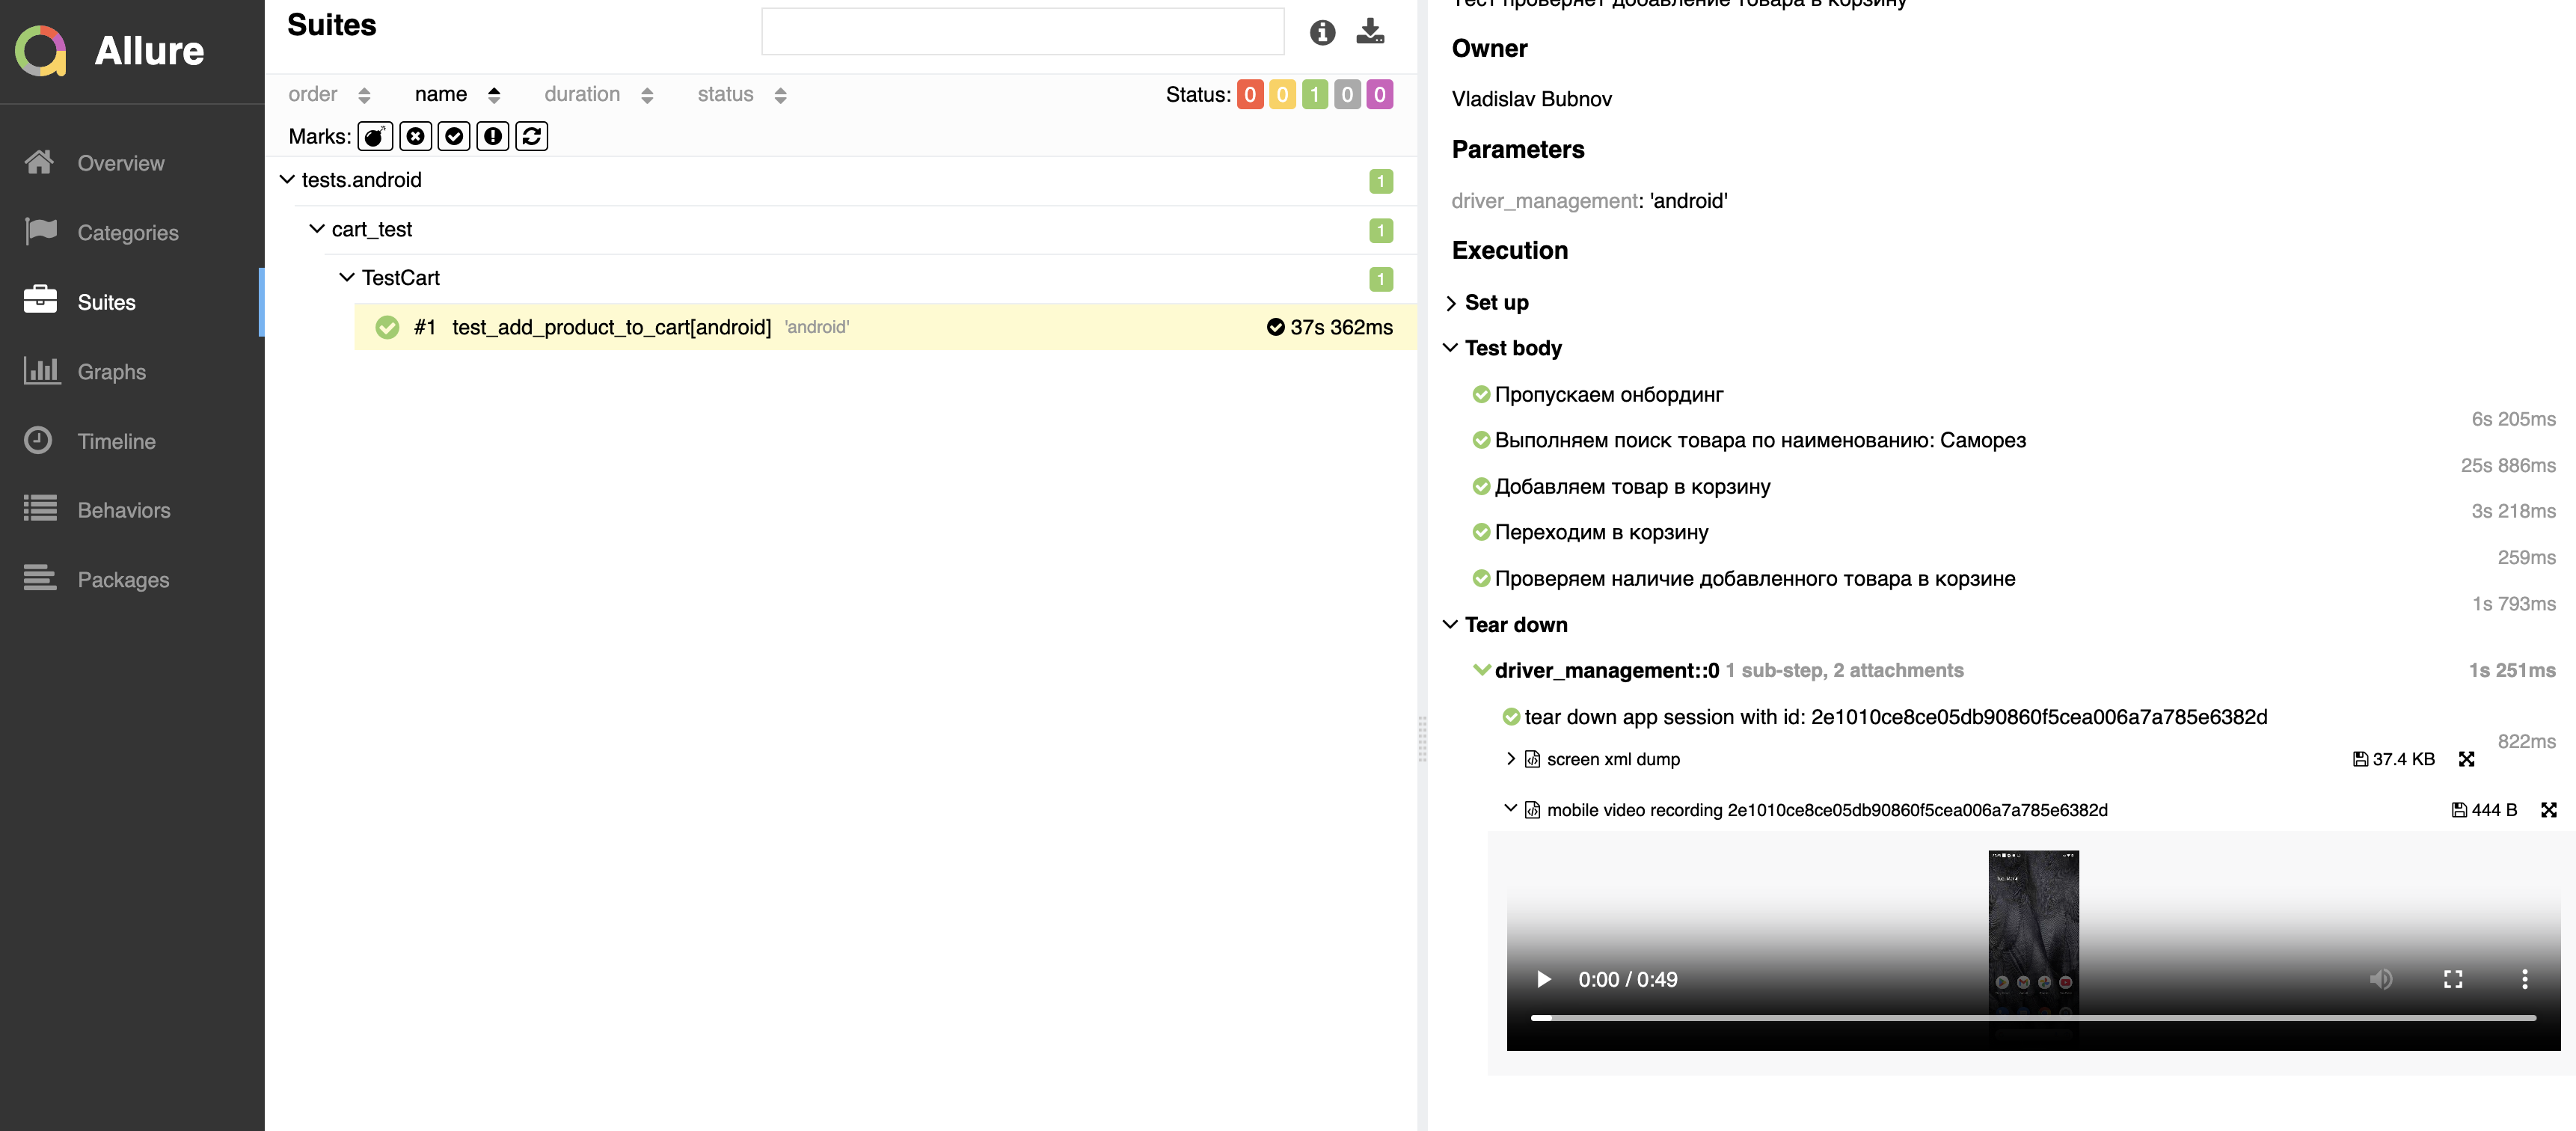 Allure
Overview
Categories
Suites
Graphs
Timeline
Behaviors
Packages
Suites
order name duration status
Status: 0 0 1 0 0
Marks:
tests.android 1
cart_test 1
TestCart 1
#1 test_add_product_to_cart[android] 'android' 37s 362ms
Тест проверяет добавление товара в корзину
Owner
Vladislav Bubnov
Parameters
driver_management: 'android'
Execution
Set up
Test body
Пропускаем онбординг
6s 205ms
Выполняем поиск товара по наименованию: Саморез
25s 886ms
Добавляем товар в корзину
3s 218ms
Переходим в корзину
259ms
Проверяем наличие добавленного товара в корзине
1s 793ms
Tear down
driver_management::0 1 sub-step, 2 attachments 1s 251ms
tear down app session with id: 2e1010ce8ce05db90860f5cea006a7a785e6382d
822ms
screen xml dump 37.4 KB
mobile video recording 2e1010ce8ce05db90860f5cea006a7a785e6382d 444 B
0:00 / 0:49